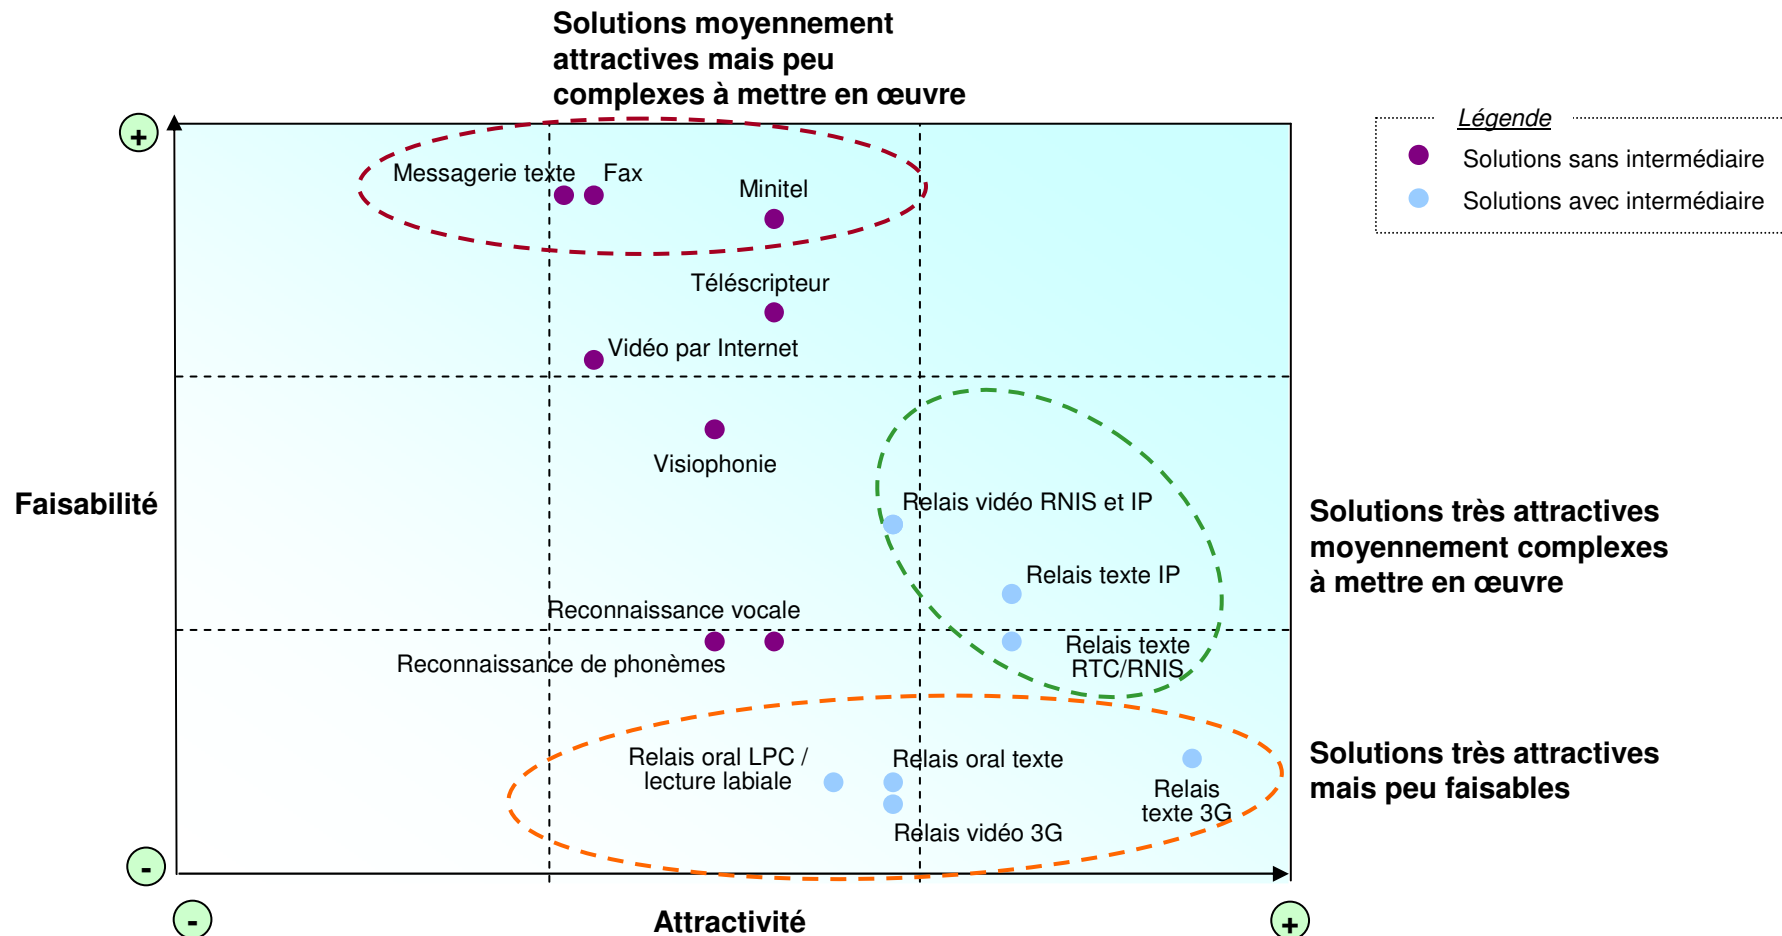 Solutions moyennement
attractives mais peu
complexes à mettre en œuvre
+
Légende
Solutions sans intermédiaire
Solutions avec intermédiaire
Messagerie texte
Fax
Minitel
Téléscripteur
Vidéo par Internet
Visiophonie
Faisabilité
Relais vidéo RNIS et IP
Solutions très attractives
moyennement complexes
à mettre en œuvre
Relais texte IP
Reconnaissance vocale
Relais texte
RTC/RNIS
Reconnaissance de phonèmes
Relais oral LPC /
lecture labiale
Relais oral texte
Relais
texte 3G
Relais vidéo 3G
Solutions très attractives
mais peu faisables
-
-
Attractivité
+